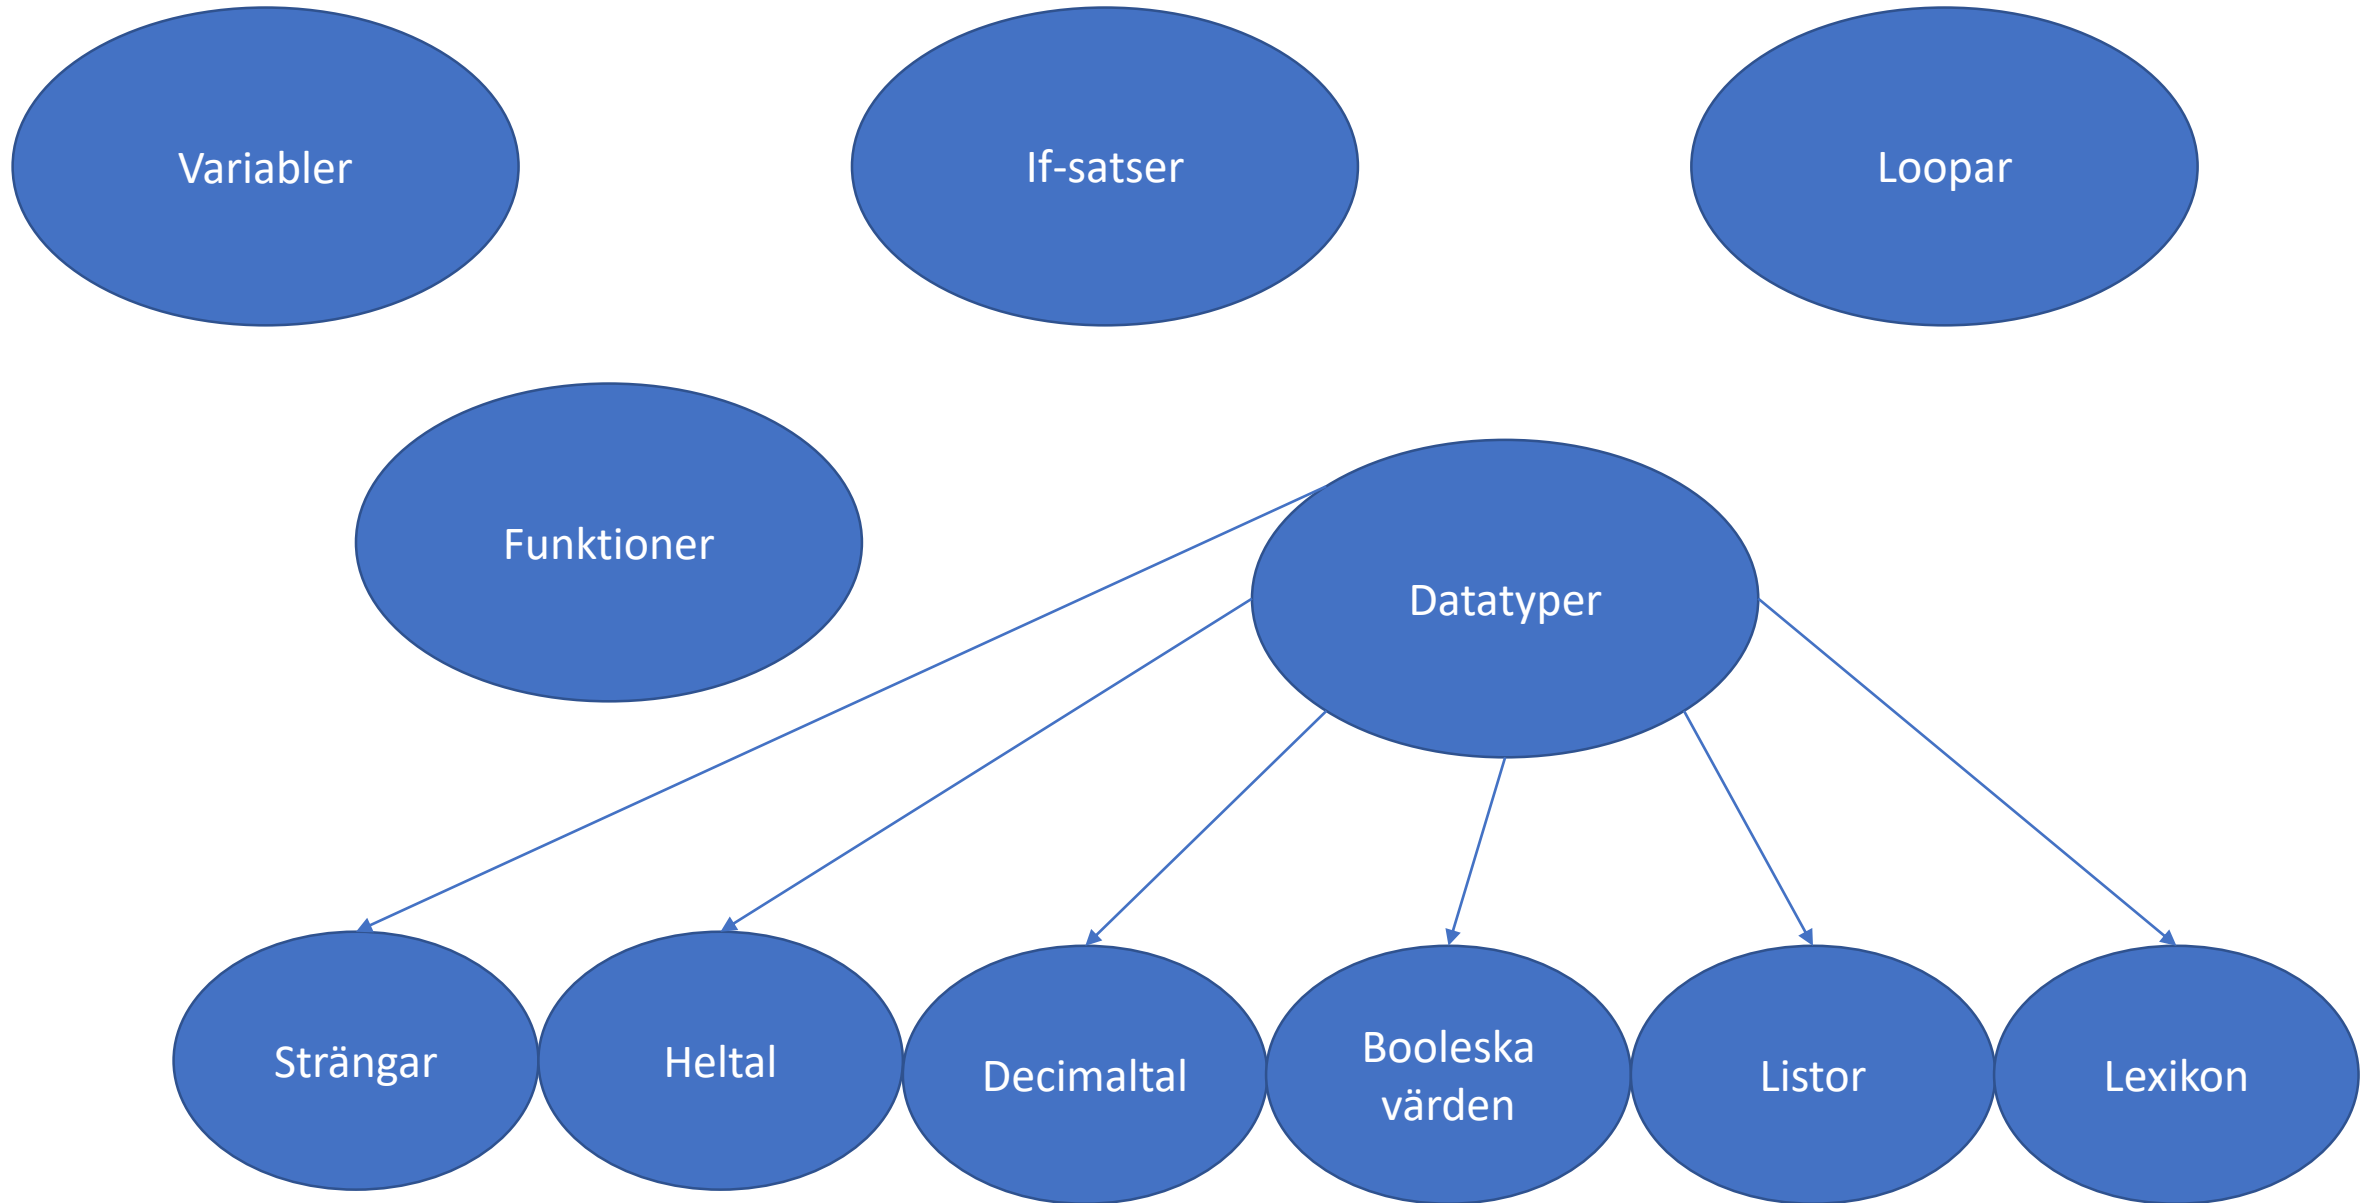 Variabler
If-satser
Loopar
Funktioner
Datatyper
Strängar
Heltal
Decimaltal
Booleska
värden
Listor
Lexikon